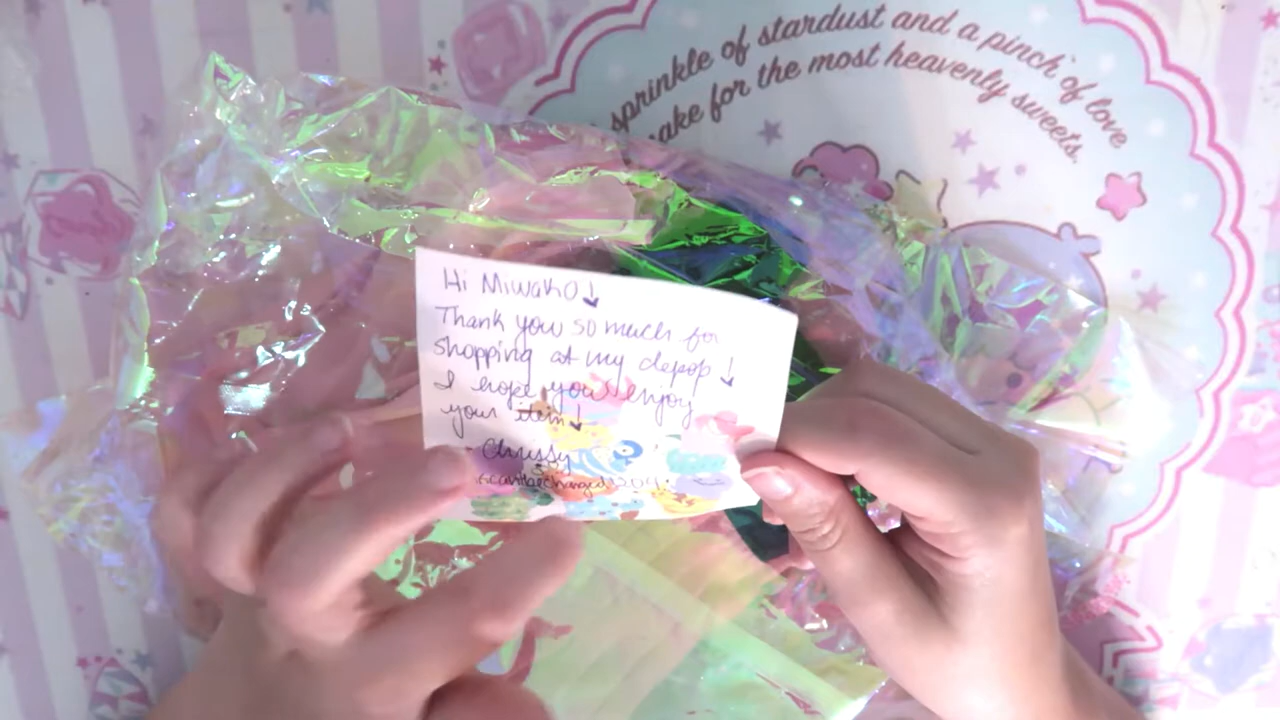 sprinkle of stardust and a pinch of love
ake for the most heavenly sweets.
Hi Miwako!
Thank you so much for
shopping at my depop!
I hope you enjoy
your item!
- Chrissy